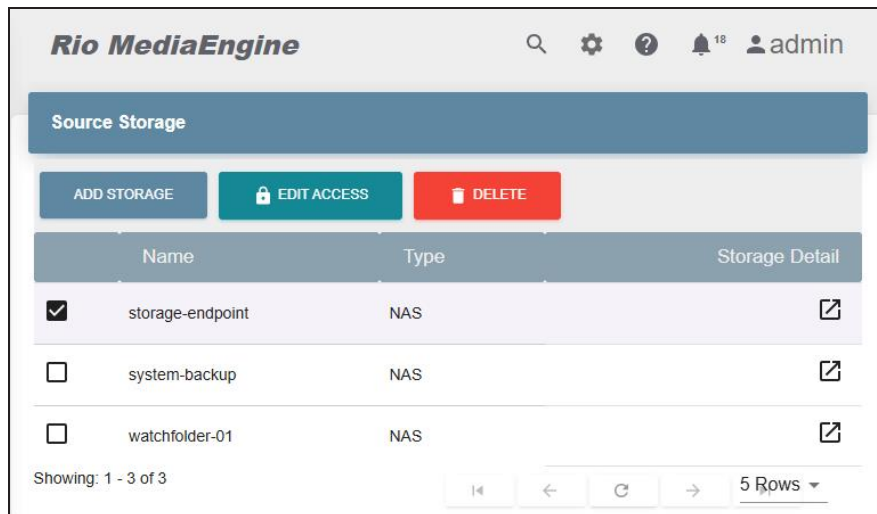 Rio MediaEngine 18 admin
Source Storage
ADD STORAGE EDIT ACCESS DELETE
Name Type Storage Detail
storage-endpoint NAS
system-backup NAS
watchfolder-01 NAS
Showing: 1 - 3 of 3 5 Rows